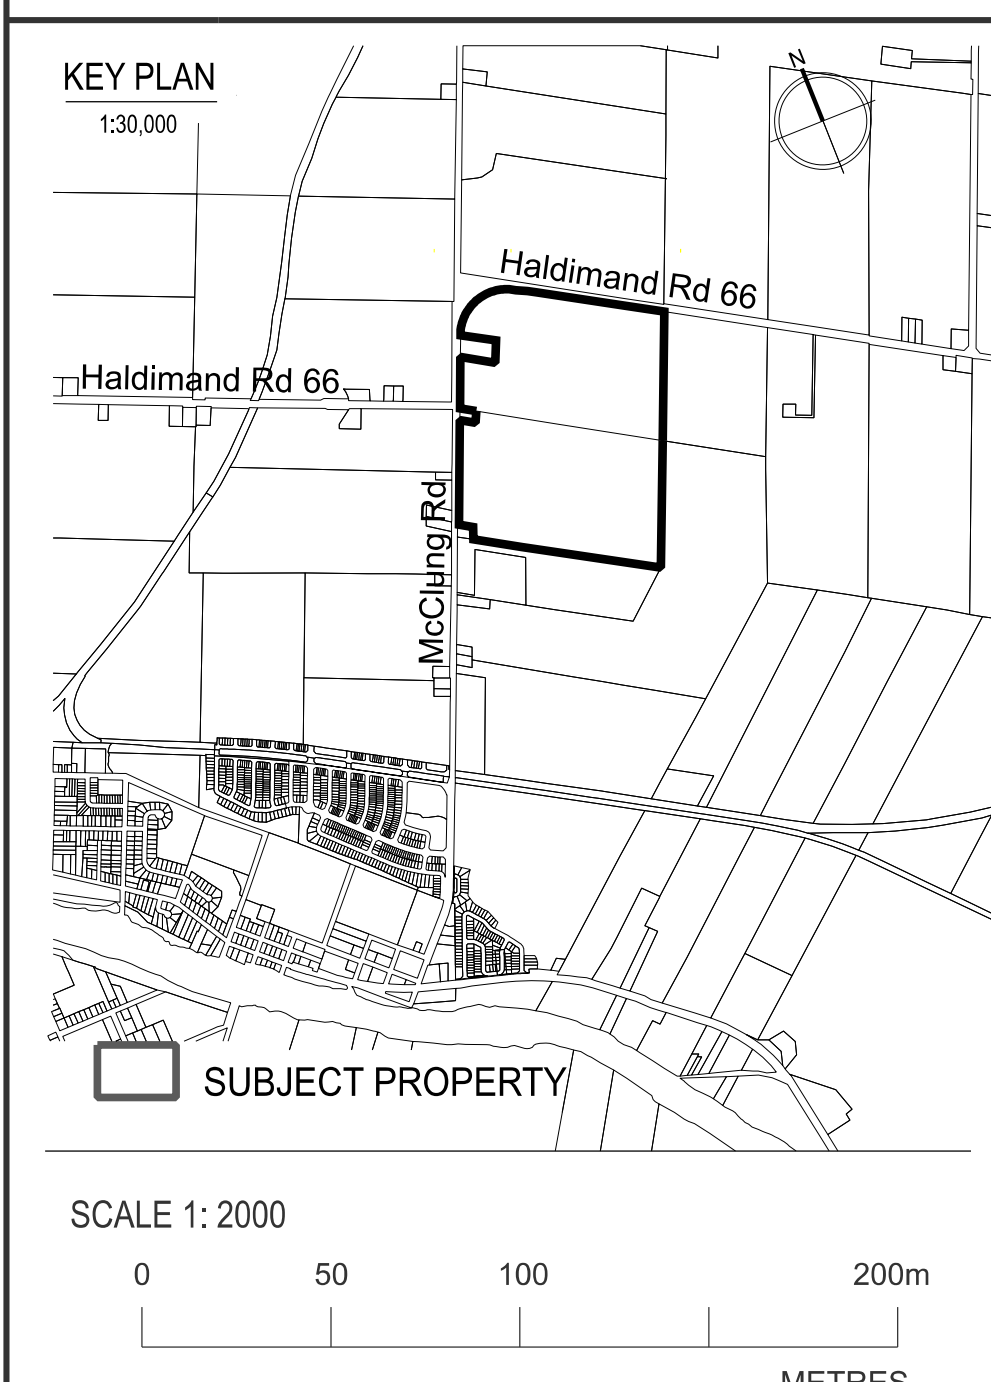 KEY PLAN
1:30,000
N
Haldimand Rd 66
Haldimand Rd 66
McClung Rd
SUBJECT PROPERTY
SCALE 1: 2000
0 50 100 200m
METRES